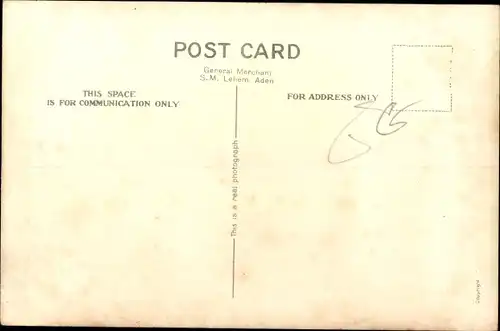 POST CARD
General Merchant
S.M. Lehem Aden
THIS SPACE
IS FOR COMMUNICATION ONLY
FOR ADDRESS ONLY
This is a real photograph
Copyright